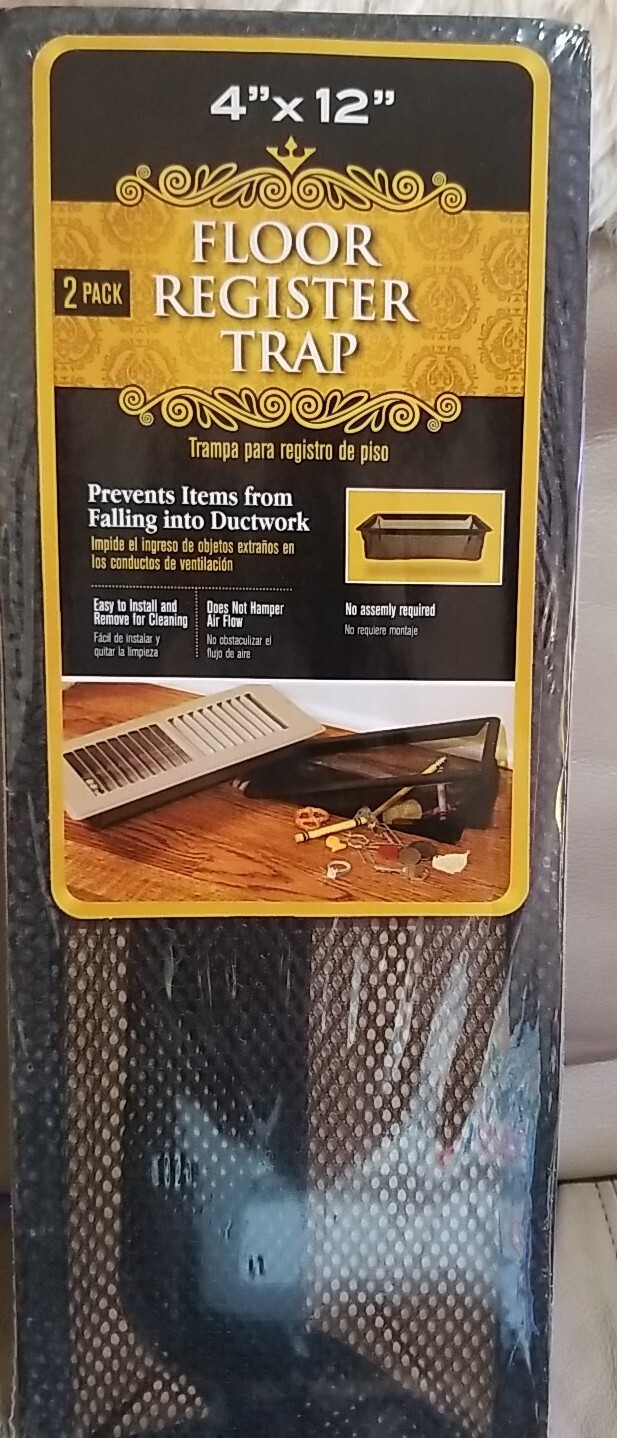 4”x 12”
FLOOR
2 PACK
REGISTER
TRAP
Trampa para registro de piso
Prevents Items from
Falling into Ductwork
Impide el ingreso de objetos extraños en
los conductos de ventilación
Easy to Install and
Remove for Cleaning
Fácil de instalar y
quitar la limpieza
Does Not Hamper
Air Flow
No obstaculizar el
flujo de aire
No assemly required
No requiere montaje